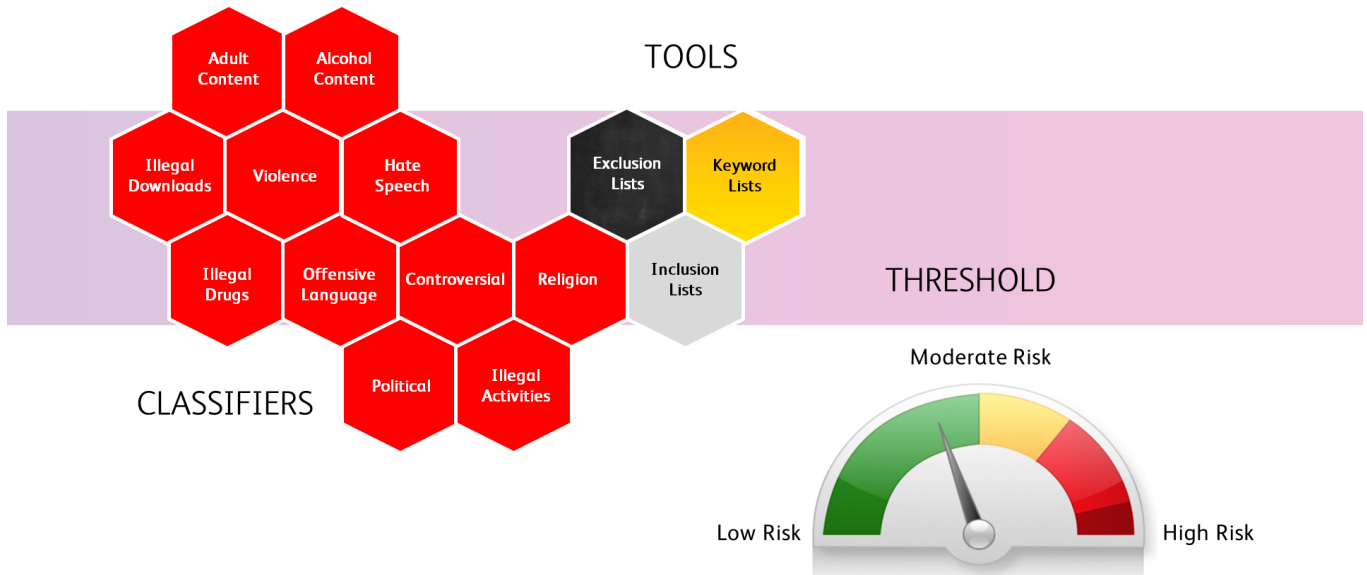 Adult
Content
Alcohol
Content
TOOLS
Illegal
Downloads
Violence
Hate
Speech
Exclusion
Lists
Keyword
Lists
Illegal
Drugs
Offensive
Language
Controversial
Religion
Inclusion
Lists
THRESHOLD
Political
Illegal
Activities
CLASSIFIERS
Moderate Risk
Low Risk
High Risk